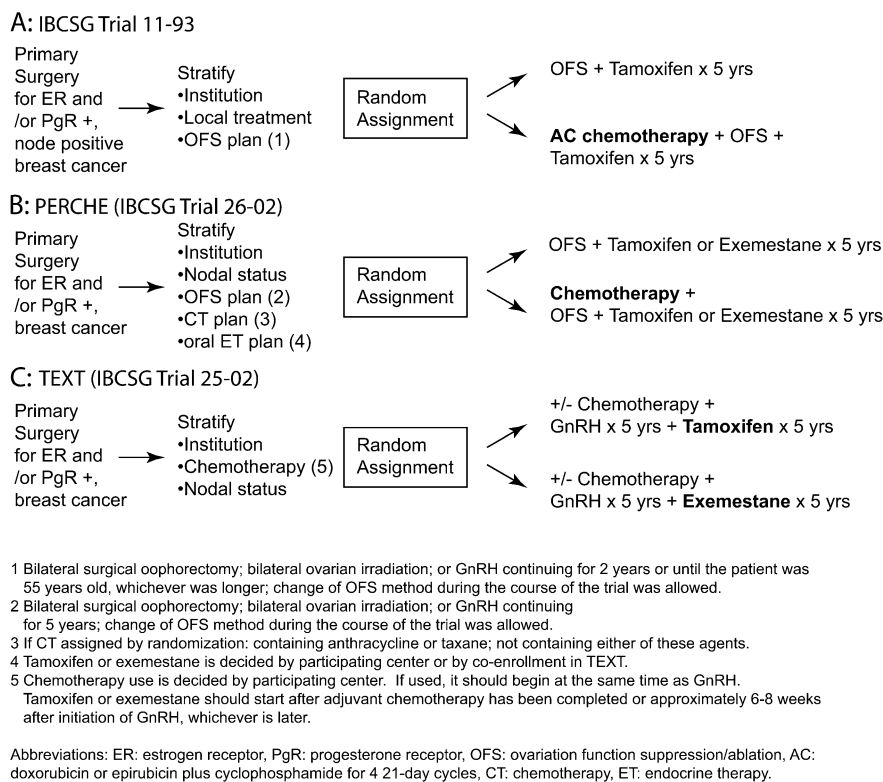 A: IBCSG Trial 11-93
Primary
Surgery
for ER and
/or PgR +,
node positive
breast cancer
Stratify
•Institution
•Local treatment
•OFS plan (1)
Random
Assignment
OFS + Tamoxifen x 5 yrs
AC chemotherapy + OFS +
Tamoxifen x 5 yrs
B: PERCHE (IBCSG Trial 26-02)
Primary
Surgery
for ER and
/or PgR +,
breast cancer
Stratify
•Institution
•Nodal status
•OFS plan (2)
•CT plan (3)
•oral ET plan (4)
Random
Assignment
OFS + Tamoxifen or Exemestane x 5 yrs
Chemotherapy +
OFS + Tamoxifen or Exemestane x 5 yrs
C: TEXT (IBCSG Trial 25-02)
Primary
Surgery
for ER and
/or PgR +,
breast cancer
Stratify
•Institution
•Chemotherapy (5)
•Nodal status
Random
Assignment
+/- Chemotherapy +
GnRH x 5 yrs + Tamoxifen x 5 yrs
+/- Chemotherapy +
GnRH x 5 yrs + Exemestane x 5 yrs
1 Bilateral surgical oophorectomy; bilateral ovarian irradiation; or GnRH continuing for 2 years or until the patient was
55 years old, whichever was longer; change of OFS method during the course of the trial was allowed.
2 Bilateral surgical oophorectomy; bilateral ovarian irradiation; or GnRH continuing
for 5 years; change of OFS method during the course of the trial was allowed.
3 If CT assigned by randomization: containing anthracycline or taxane; not containing either of these agents.
4 Tamoxifen or exemestane is decided by participating center or by co-enrollment in TEXT.
5 Chemotherapy use is decided by participating center. If used, it should begin at the same time as GnRH.
Tamoxifen or exemestane should start after adjuvant chemotherapy has been completed or approximately 6-8 weeks
after initiation of GnRH, whichever is later.
Abbreviations: ER: estrogen receptor, PgR: progesterone receptor, OFS: ovariation function suppression/ablation, AC:
doxorubicin or epirubicin plus cyclophosphamide for 4 21-day cycles, CT: chemotherapy, ET: endocrine therapy.